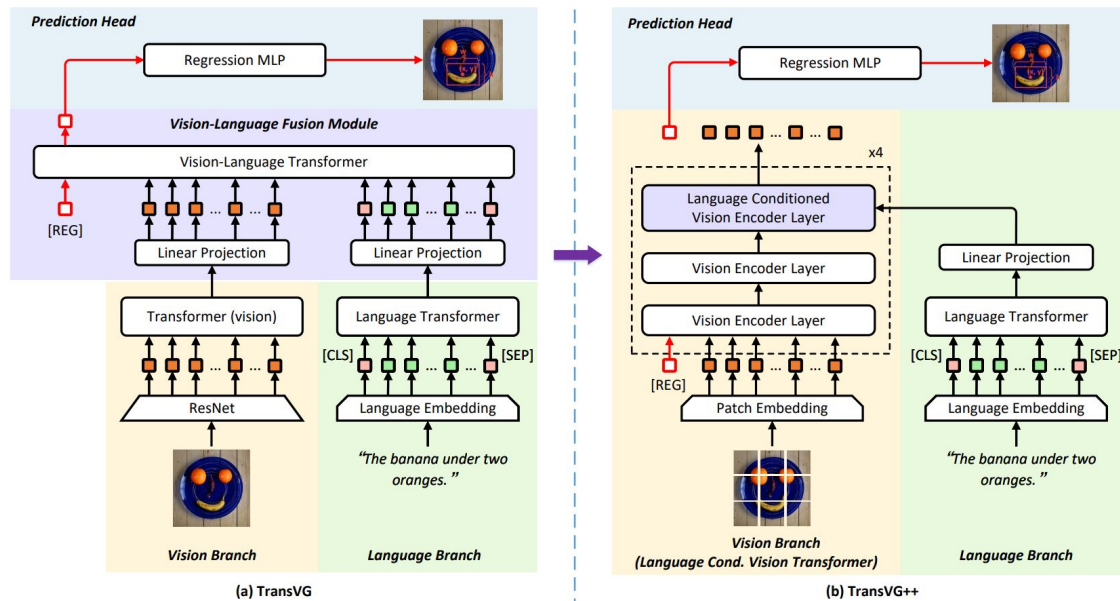 Prediction Head
Regression MLP
Vision-Language Fusion Module
Vision-Language Transformer
[REG]
... ...
... ...
Linear Projection
Linear Projection
Transformer (vision)
Language Transformer
[CLS]
[SEP]
... ...
... ...
ResNet
Language Embedding
“The banana under two
oranges. ”
Vision Branch
Language Branch
(a) TransVG
Prediction Head
Regression MLP
... ...
x4
Language Conditioned
Vision Encoder Layer
Vision Encoder Layer
Vision Encoder Layer
Linear Projection
Language Transformer
[REG]
... ...
[CLS]
[SEP]
... ...
Patch Embedding
Language Embedding
“The banana under two
oranges. ”
Vision Branch
(Language Cond. Vision Transformer)
Language Branch
(b) TransVG++